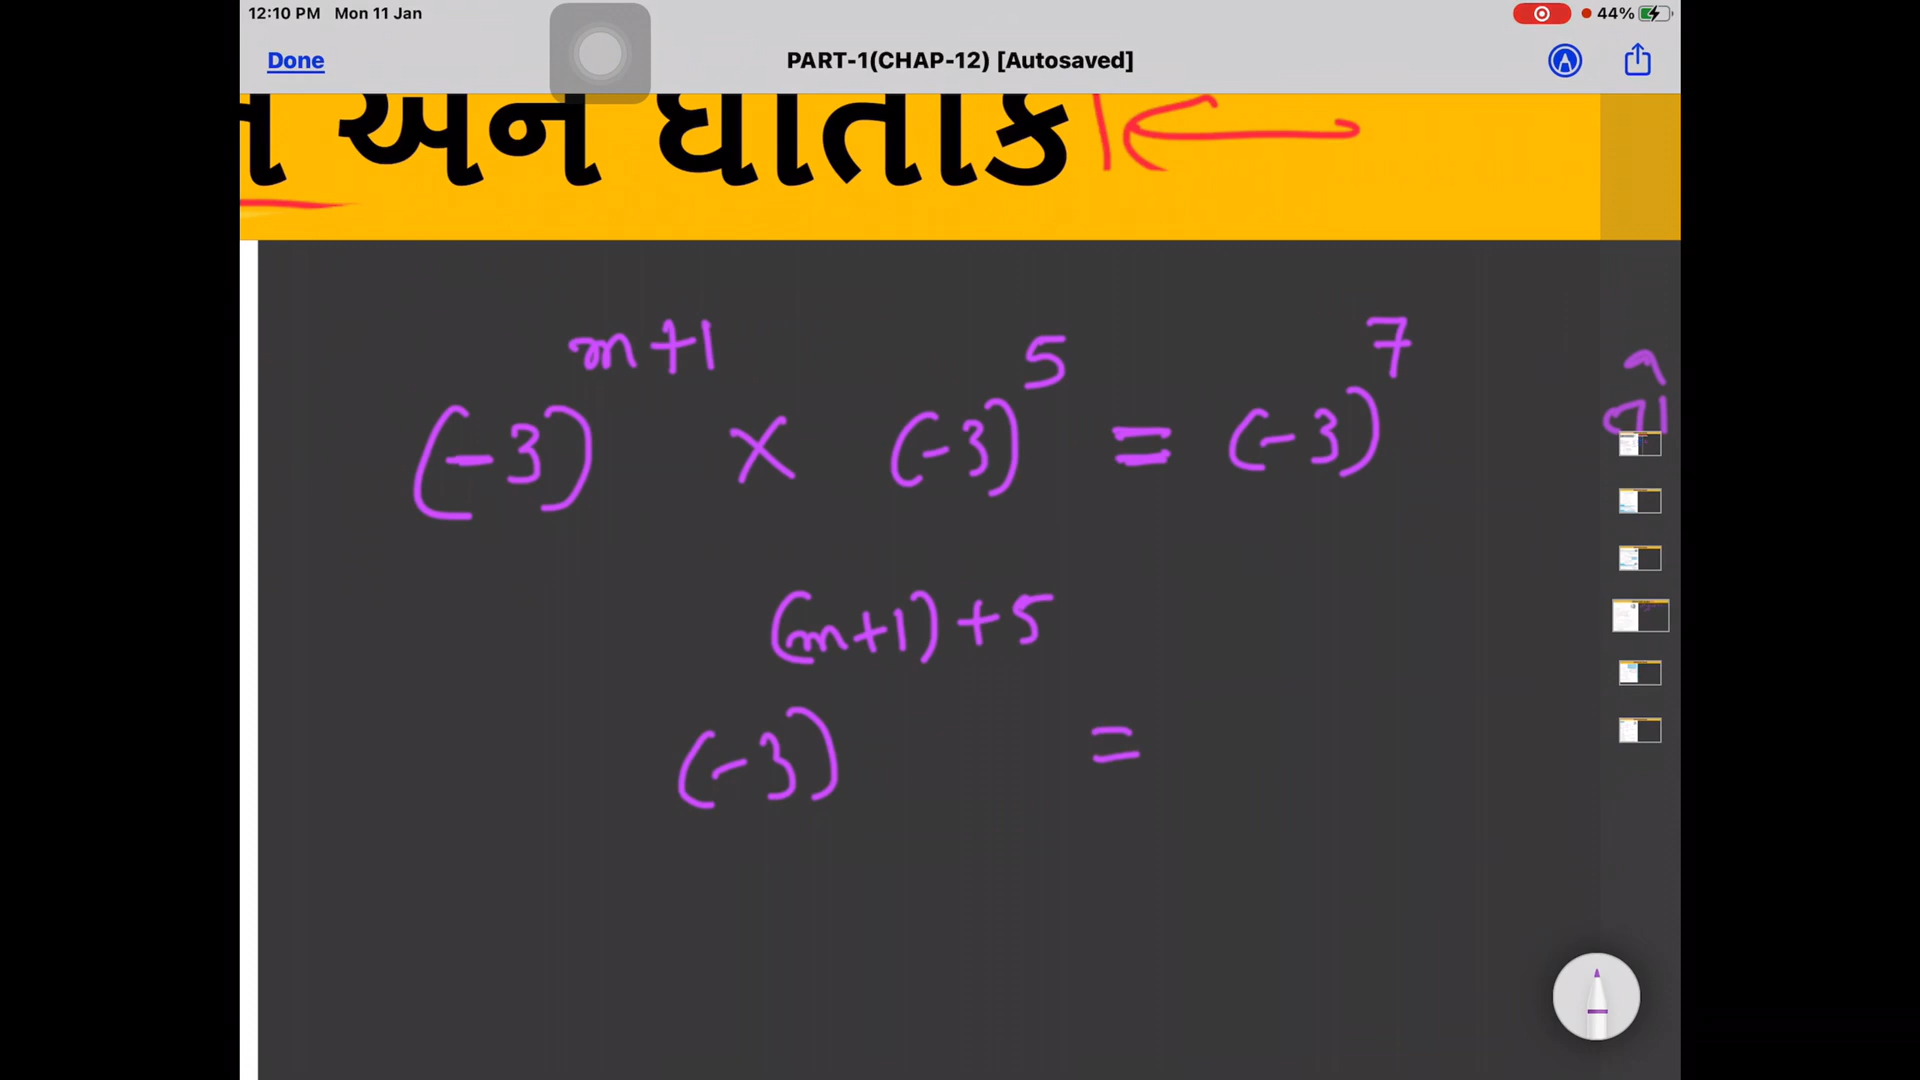 12:10 PM Mon 11 Jan
44%
Done
PART-1(CHAP-12) [Autosaved]
(-3)^{m+1} × (-3)^5 = (-3)^7
(-3)^{(m+1)+5} =